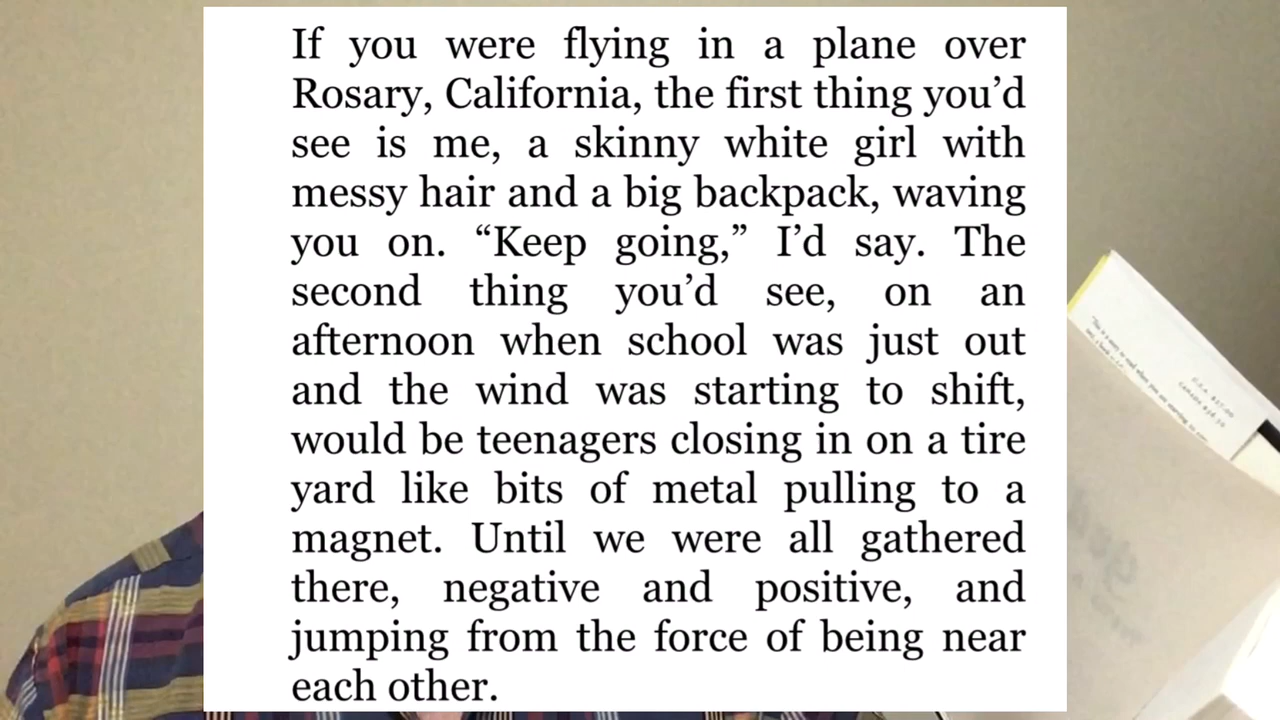 If you were flying in a plane over
Rosary, California, the first thing you’d
see is me, a skinny white girl with
messy hair and a big backpack, waving
you on. “Keep going,” I’d say. The
second thing you’d see, on an
afternoon when school was just out
and the wind was starting to shift,
would be teenagers closing in on a tire
yard like bits of metal pulling to a
magnet. Until we were all gathered
there, negative and positive, and
jumping from the force of being near
each other.